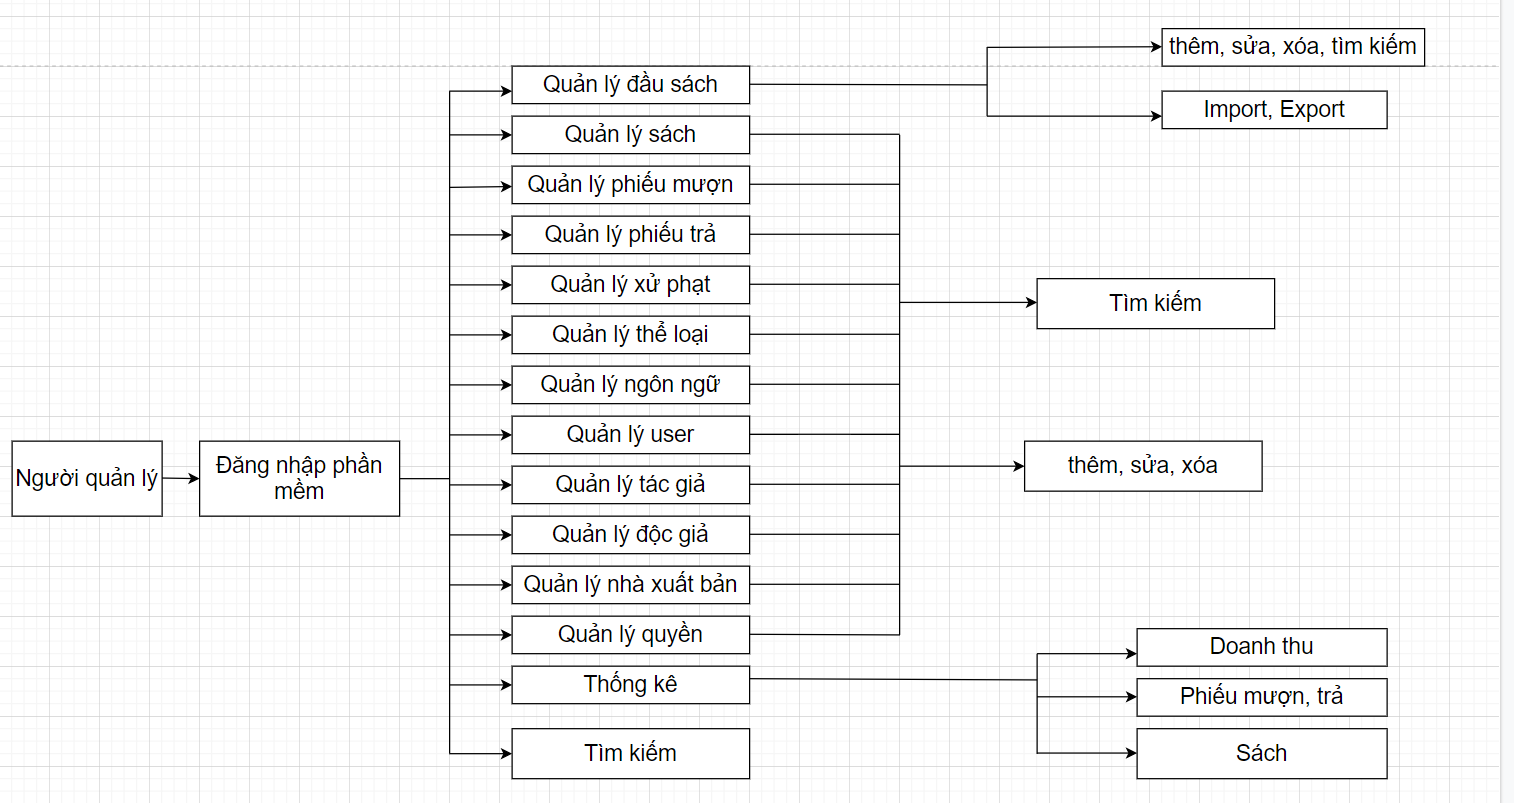 Người quản lý
Đăng nhập phần
mềm
Quản lý đầu sách
Quản lý sách
Quản lý phiếu mượn
Quản lý phiếu trả
Quản lý xử phạt
Quản lý thể loại
Quản lý ngôn ngữ
Quản lý user
Quản lý tác giả
Quản lý độc giả
Quản lý nhà xuất bản
Quản lý quyền
Thống kê
Tìm kiếm
thêm, sửa, xóa, tìm kiếm
Import, Export
Tìm kiếm
thêm, sửa, xóa
Doanh thu
Phiếu mượn, trả
Sách